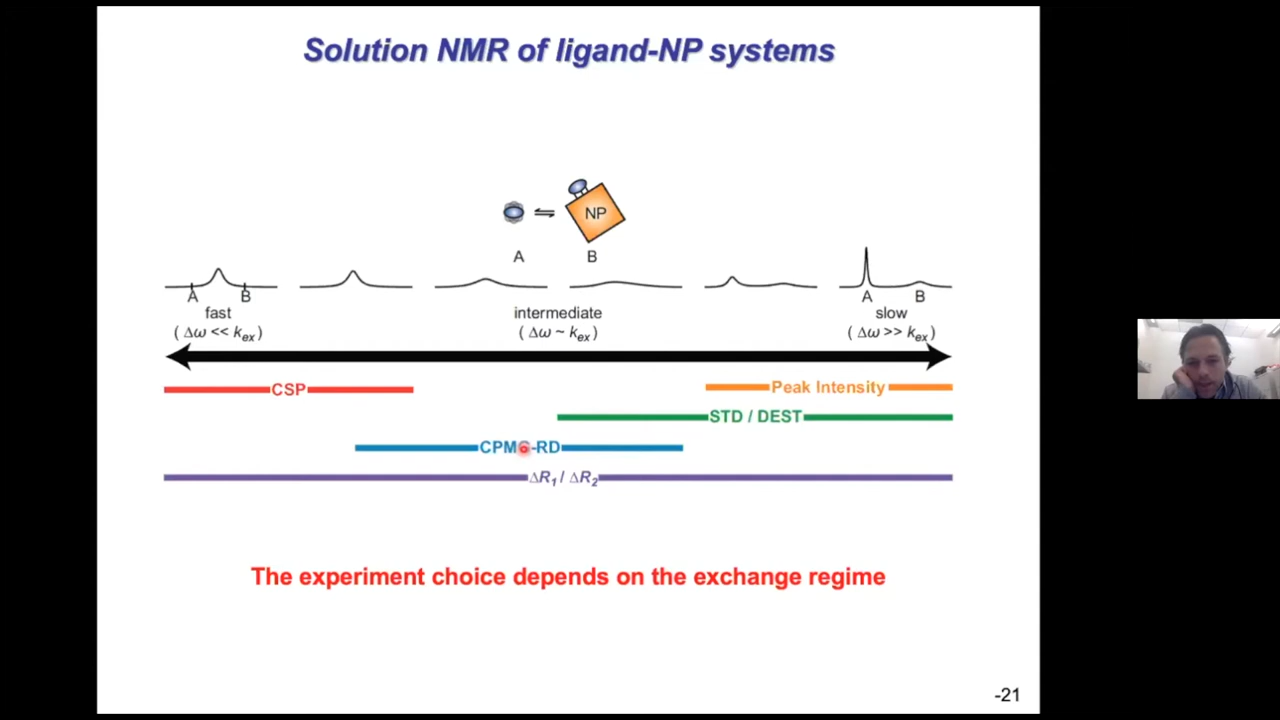 Solution NMR of ligand-NP systems
NP
A B
A B
A B
fast intermediate slow
( Δω << kex) ( Δω ~ kex) ( Δω >> kex)
CSP Peak Intensity
STD / DEST
CPMG-RD
ΔR1 / ΔR2
The experiment choice depends on the exchange regime
-21